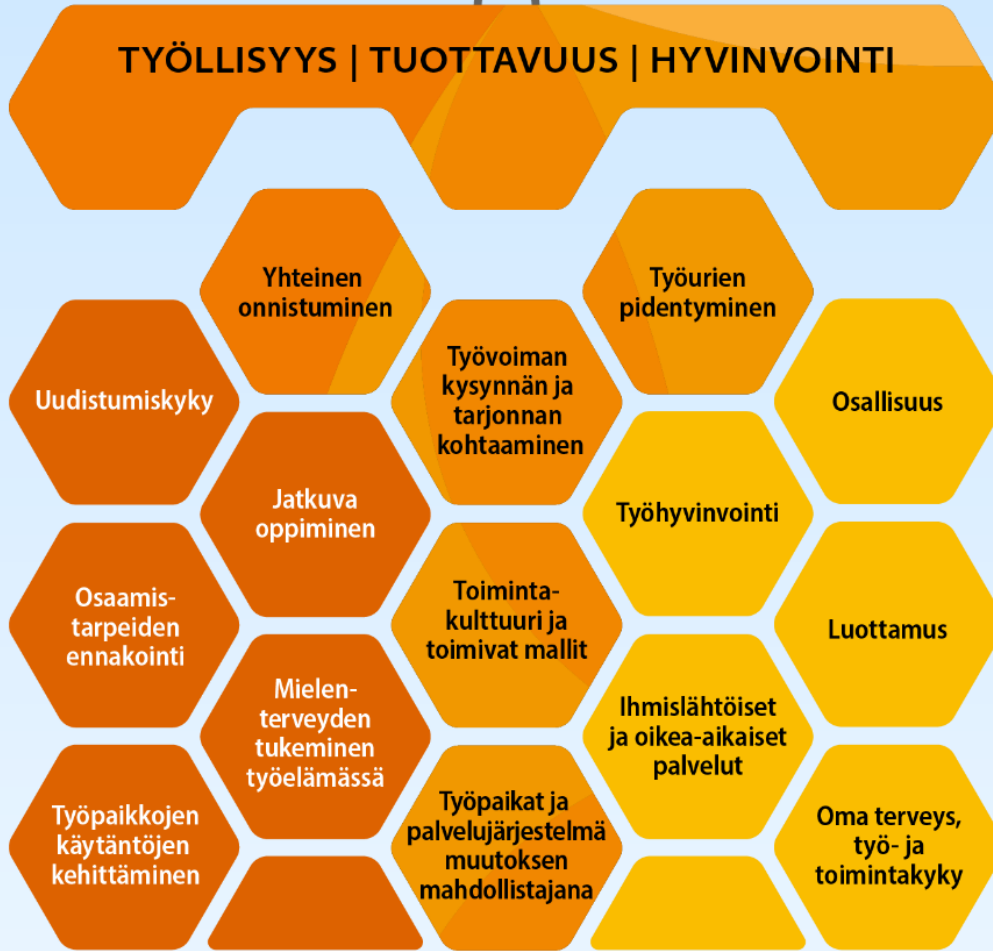 TYÖLLISYYS | TUOTTAVUUS | HYVINVOINTI
Yhteinen
onnistuminen
Työurien
pidentyminen
Uudistumiskyky
Työvoiman
kysynnän ja
tarjonnan
kohtaaminen
Osallisuus
Jatkuva
oppiminen
Työhyvinvointi
Osaamis-
tarpeiden
ennakointi
Toiminta-
kulttuuri ja
toimivat mallit
Luottamus
Mielen-
terveyden
tukeminen
työelämässä
Ihmislähtöiset
ja oikea-aikaiset
palvelut
Työpaikkojen
käytäntöjen
kehittäminen
Työpaikat ja
palvelujärjestelmä
muutoksen
mahdollistajana
Oma terveys,
työ- ja
toimintakyky